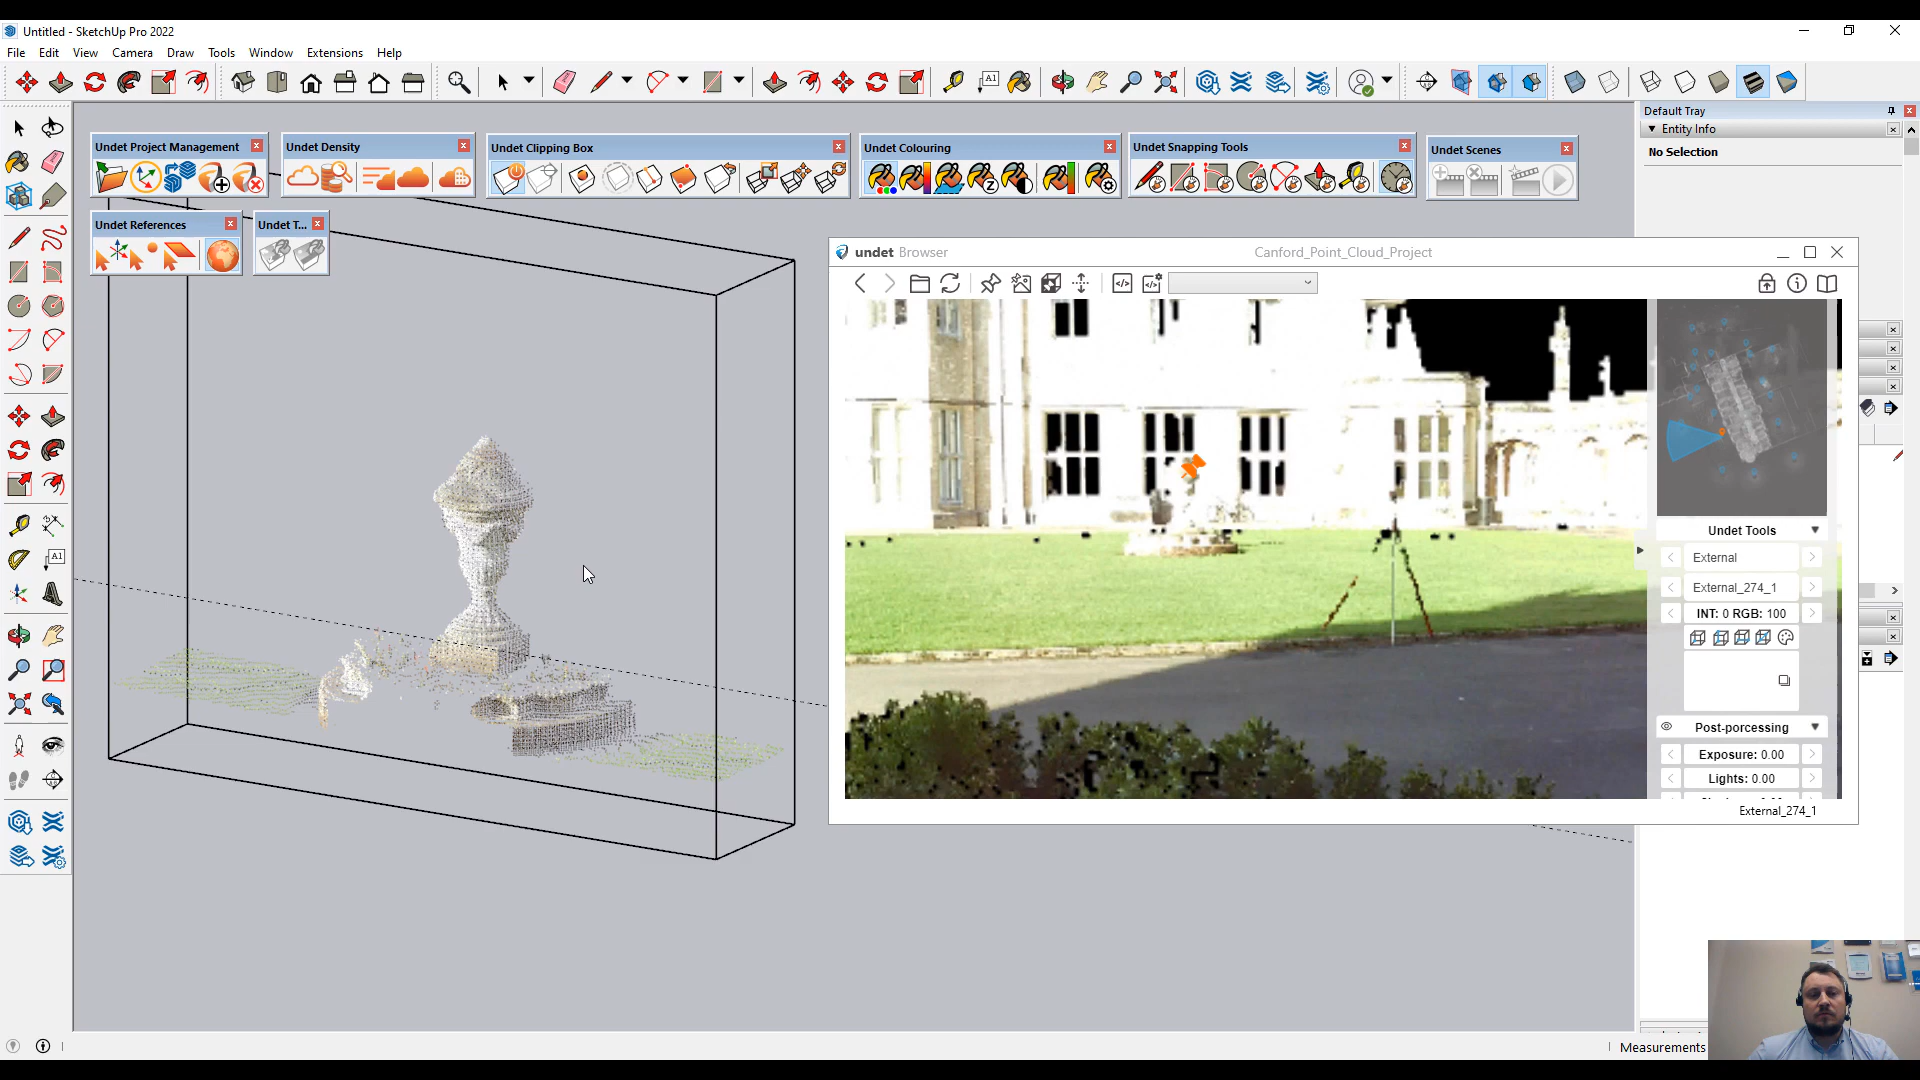 Untitled - SketchUp Pro 2022
File Edit View Camera Draw Tools Window Extensions Help
A1
Default Tray
Entity Info
No Selection
Undet Project Management
Undet Density
Undet Clipping Box
Undet Colouring
Undet Snapping Tools
Undet Scenes
Z
Undet References
Undet T...
undet Browser
Canford_Point_Cloud_Project
Undet Tools
External
External_274_1
INT: 0 RGB: 100
Post-porcessing
Exposure: 0.00
Lights: 0.00
External_274_1
A1
Measurements